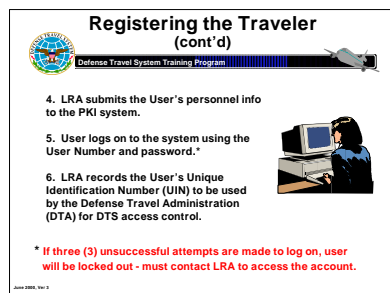 Registering the Traveler
(cont'd)
Defense Travel System Training Program
4. LRA submits the User's personnel info
to the PKI system.
5. User logs on to the system using the
User Number and password.*
6. LRA records the User's Unique
Identification Number (UIN) to be used
by the Defense Travel Administration
(DTA) for DTS access control.
* If three (3) unsuccessful attempts are made to log on, user
will be locked out - must contact LRA to access the account.
June 2000, Ver 3